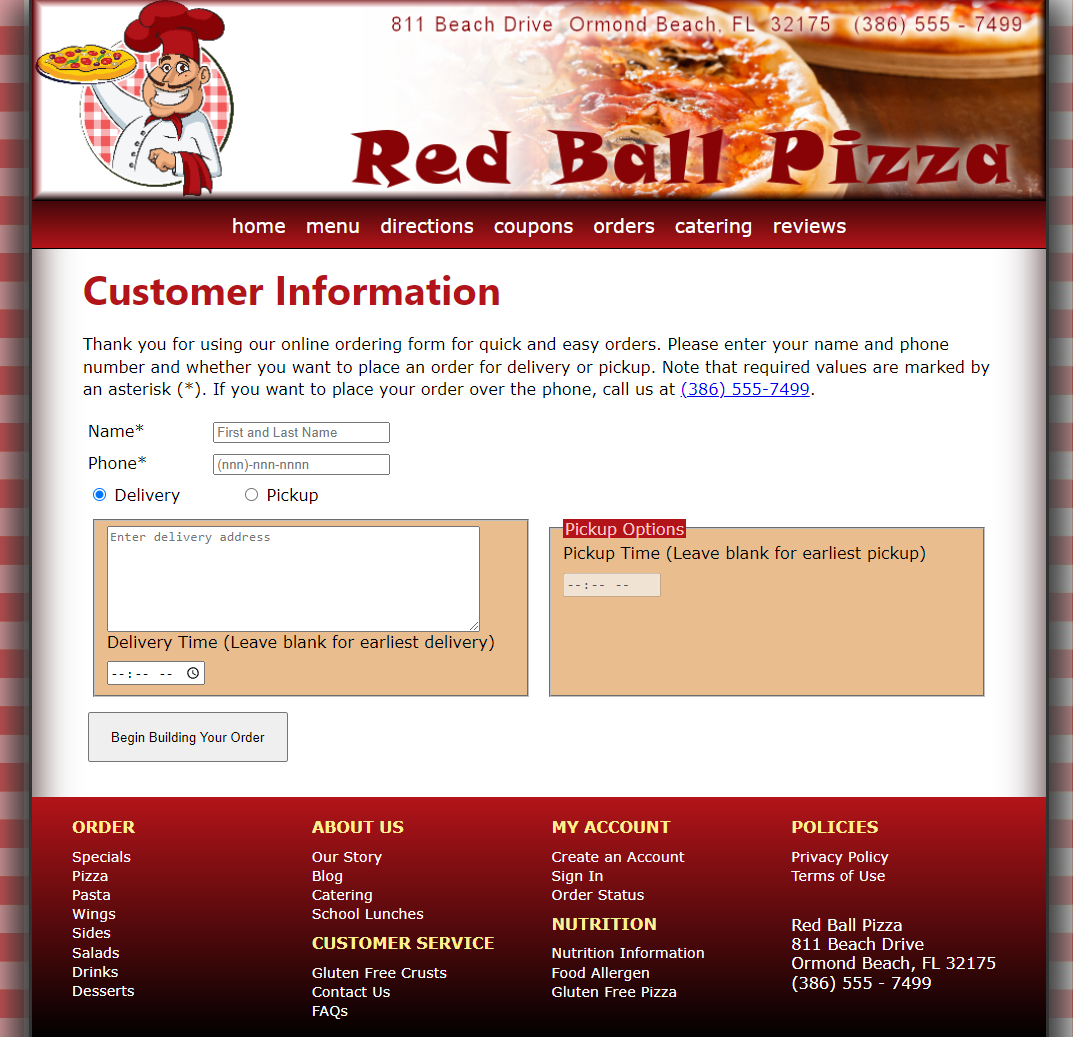 811 Beach Drive Ormond Beach, FL 32175 (386) 555 - 7499
Red Ball Pizza
home menu directions coupons orders catering reviews
Customer Information
Thank you for using our online ordering form for quick and easy orders. Please enter your name and phone
number and whether you want to place an order for delivery or pickup. Note that required values are marked by
an asterisk (*). If you want to place your order over the phone, call us at (386) 555-7499.
Name*
First and Last Name
Phone*
(nnn)-nnn-nnnn
Delivery
Pickup
Enter delivery address
Delivery Time (Leave blank for earliest delivery)
--:-- --
Pickup Options
Pickup Time (Leave blank for earliest pickup)
--:-- --
Begin Building Your Order
ORDER
Specials
Pizza
Pasta
Wings
Sides
Salads
Drinks
Desserts
ABOUT US
Our Story
Blog
Catering
School Lunches
CUSTOMER SERVICE
Gluten Free Crusts
Contact Us
FAQs
MY ACCOUNT
Create an Account
Sign In
Order Status
NUTRITION
Nutrition Information
Food Allergen
Gluten Free Pizza
POLICIES
Privacy Policy
Terms of Use
Red Ball Pizza
811 Beach Drive
Ormond Beach, FL 32175
(386) 555 - 7499